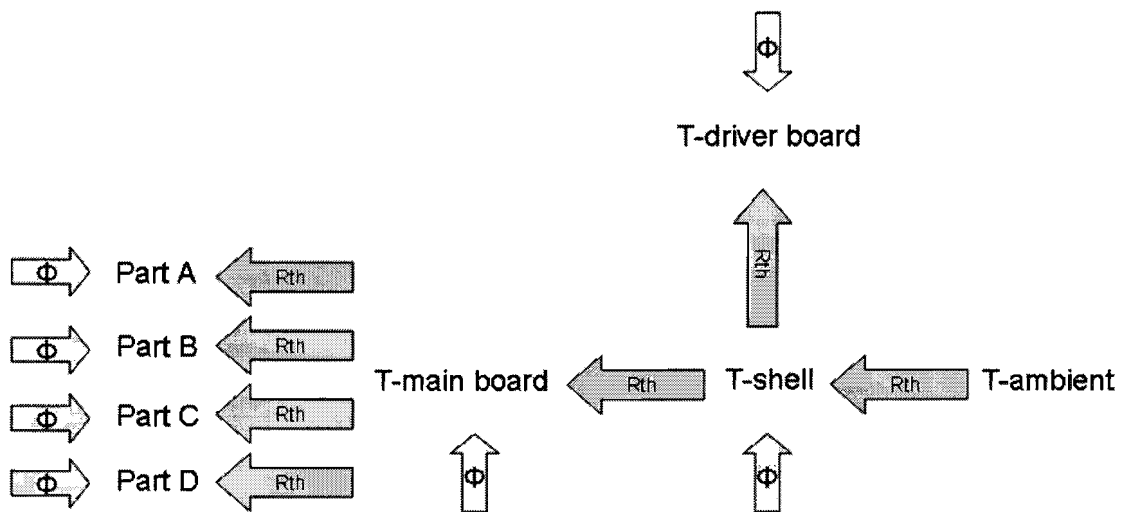 Φ
T-driver board
Rth
Φ Part A Rth
Φ Part B Rth
T-main board Rth T-shell Rth T-ambient
Φ Part C Rth
Φ Part D Rth
Φ Φ